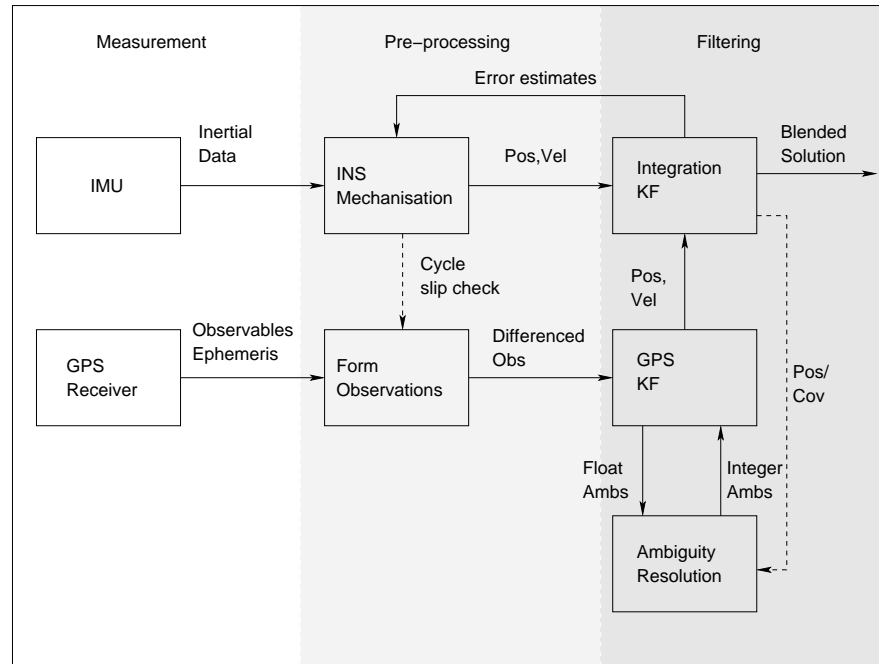 Measurement
Pre−processing
Filtering
Error estimates
Inertial
Data
Blended
Solution
IMU
INS
Mechanisation
Pos,Vel
Integration
KF
Cycle
slip check
Pos,
Vel
Observables
Ephemeris
Differenced
Obs
GPS
Receiver
Form
Observations
GPS
KF
Pos/
Cov
Float
Ambs
Integer
Ambs
Ambiguity
Resolution